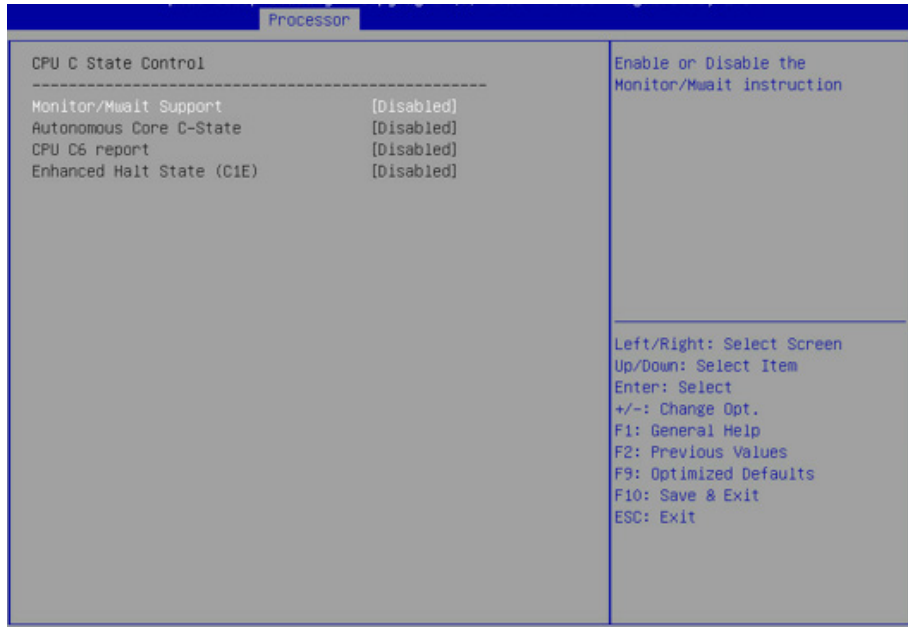 Processor
CPU C State Control
----------------------------------------------------
Monitor/Mwait Support [Disabled]
Autonomous Core C-State [Disabled]
CPU C6 report [Disabled]
Enhanced Halt State (C1E) [Disabled]
Enable or Disable the
Monitor/Mwait instruction
Left/Right: Select Screen
Up/Down: Select Item
Enter: Select
+/-: Change Opt.
F1: General Help
F2: Previous Values
F9: Optimized Defaults
F10: Save & Exit
ESC: Exit